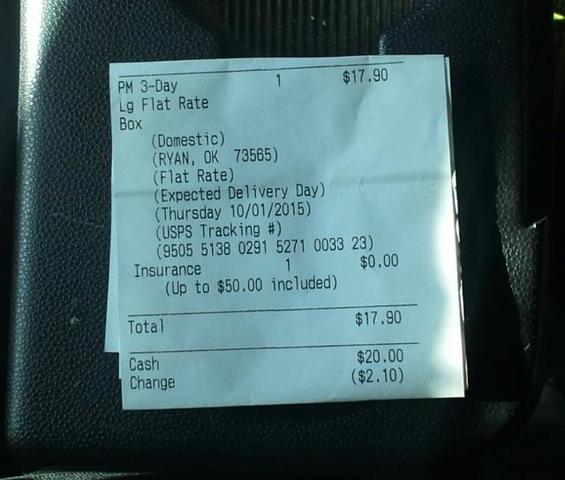 PM 3-Day 1 $17.90
Lg Flat Rate
Box
(Domestic)
(RYAN, OK 73565)
(Flat Rate)
(Expected Delivery Day)
(Thursday 10/01/2015)
(USPS Tracking #)
(9505 5138 0291 5271 0033 23)
Insurance 1 $0.00
(Up to $50.00 included)
Total $17.90
Cash $20.00
Change ($2.10)